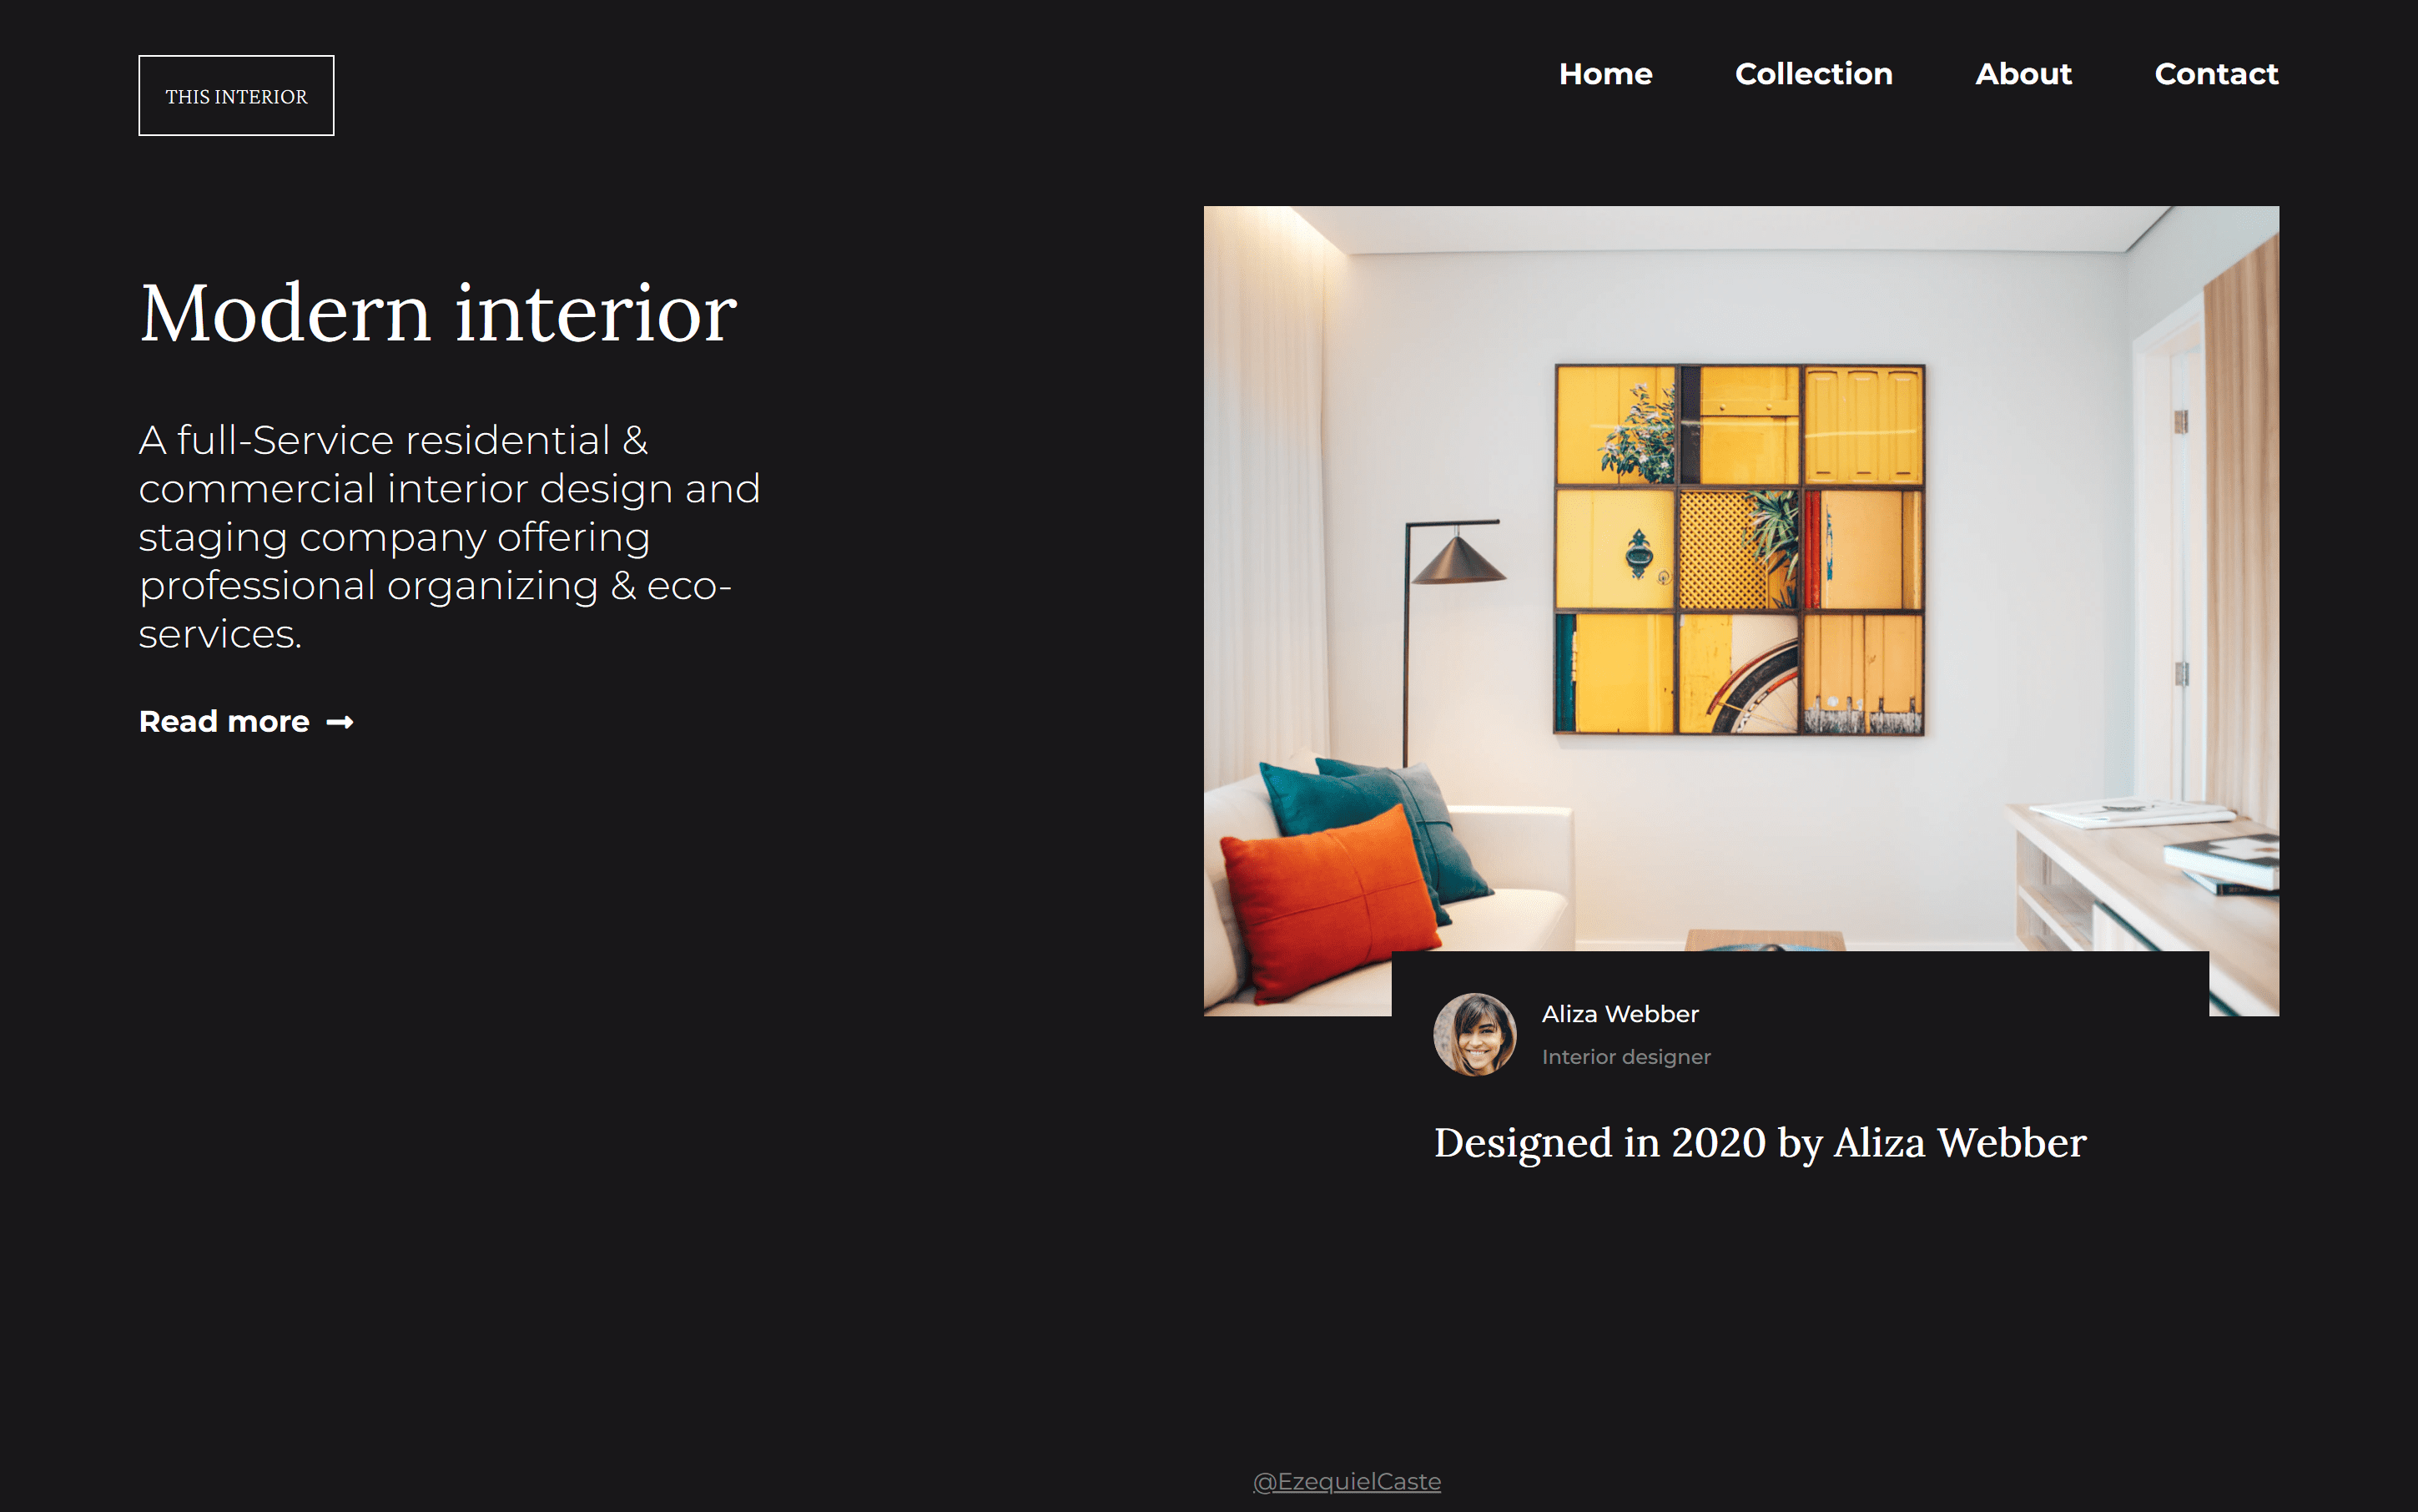 THIS INTERIOR
Home Collection About Contact
Modern interior
A full-Service residential &
commercial interior design and
staging company offering
professional organizing & eco-
services.
Read more →
Aliza Webber
Interior designer
Designed in 2020 by Aliza Webber
@EzequielCaste